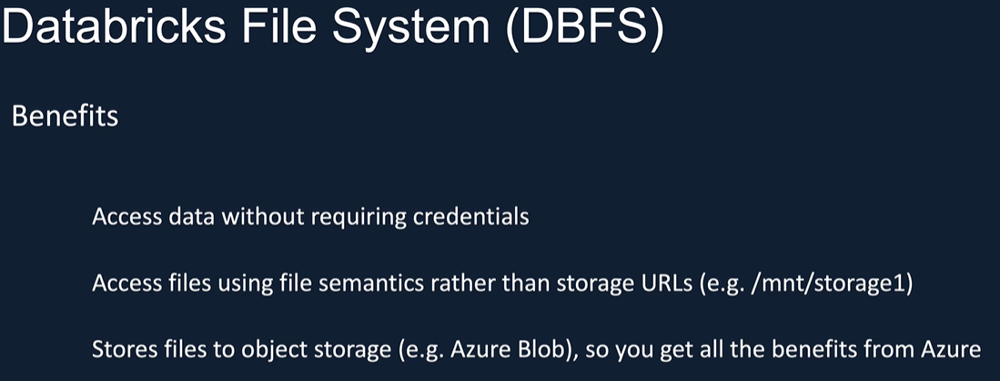 Databricks File System (DBFS)
Benefits
Access data without requiring credentials
Access files using file semantics rather than storage URLs (e.g. /mnt/storage1)
Stores files to object storage (e.g. Azure Blob), so you get all the benefits from Azure